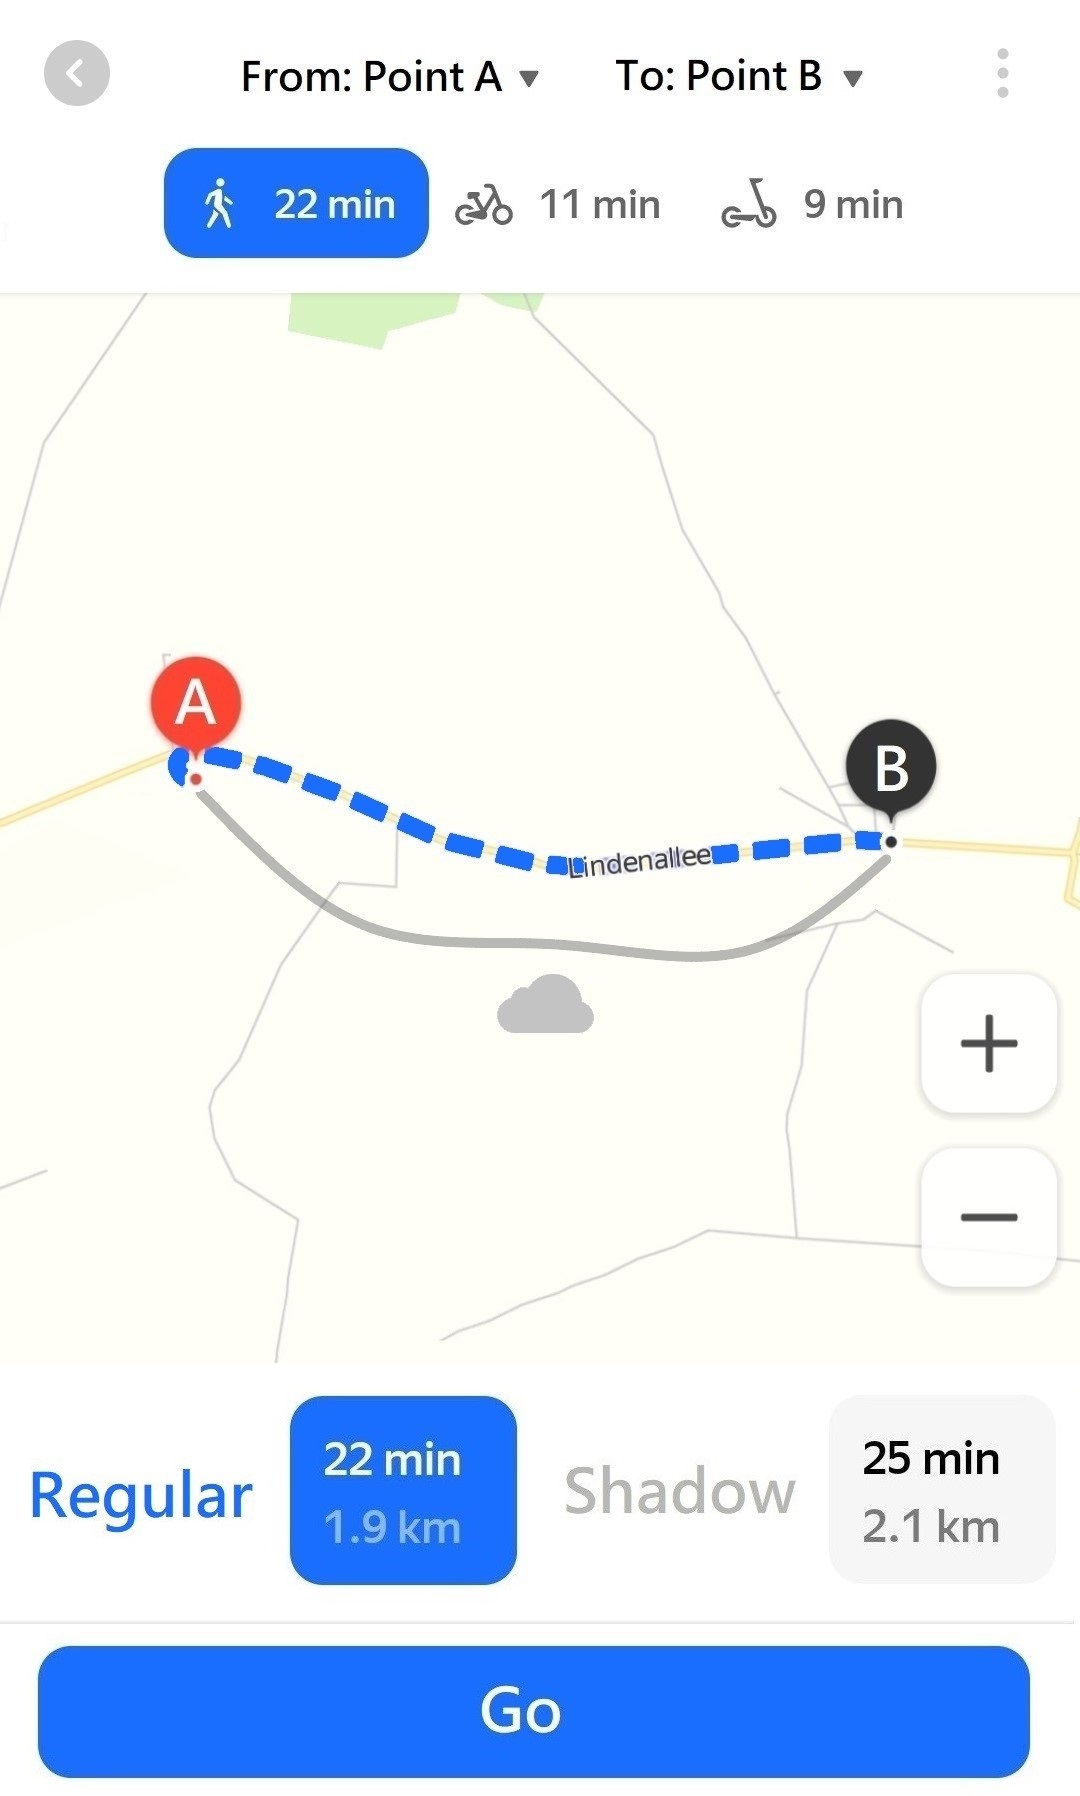 From: Point A ▼ To: Point B ▼
22 min 11 min 9 min
A
B
Lindenallee
+
−
Regular 22 min 1.9 km Shadow 25 min 2.1 km
Go